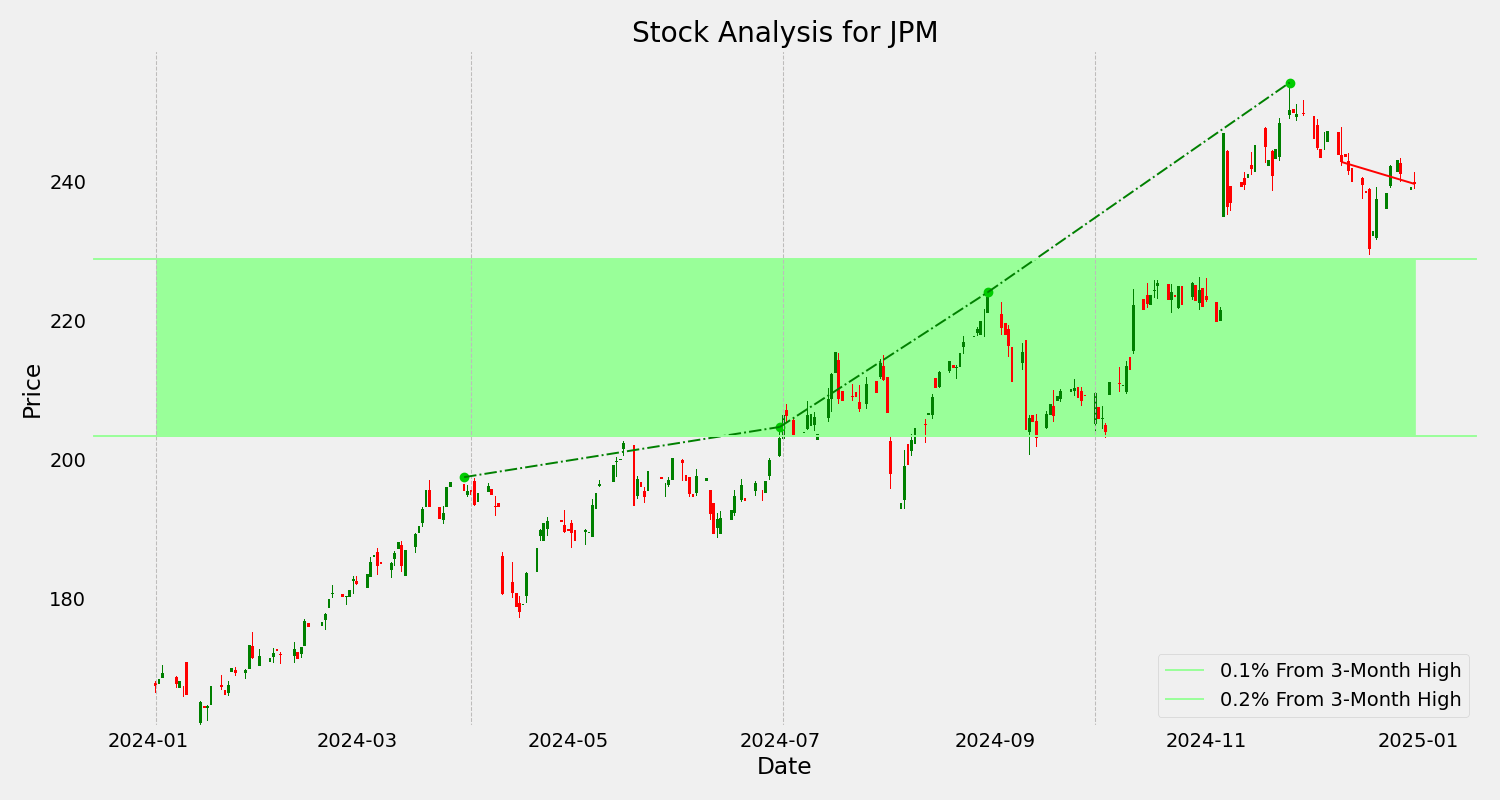 Stock Analysis for JPM
Price
240
220
200
180
0.1% From 3-Month High
0.2% From 3-Month High
2024-01 2024-03 2024-05 2024-07 2024-09 2024-11 2025-01
Date